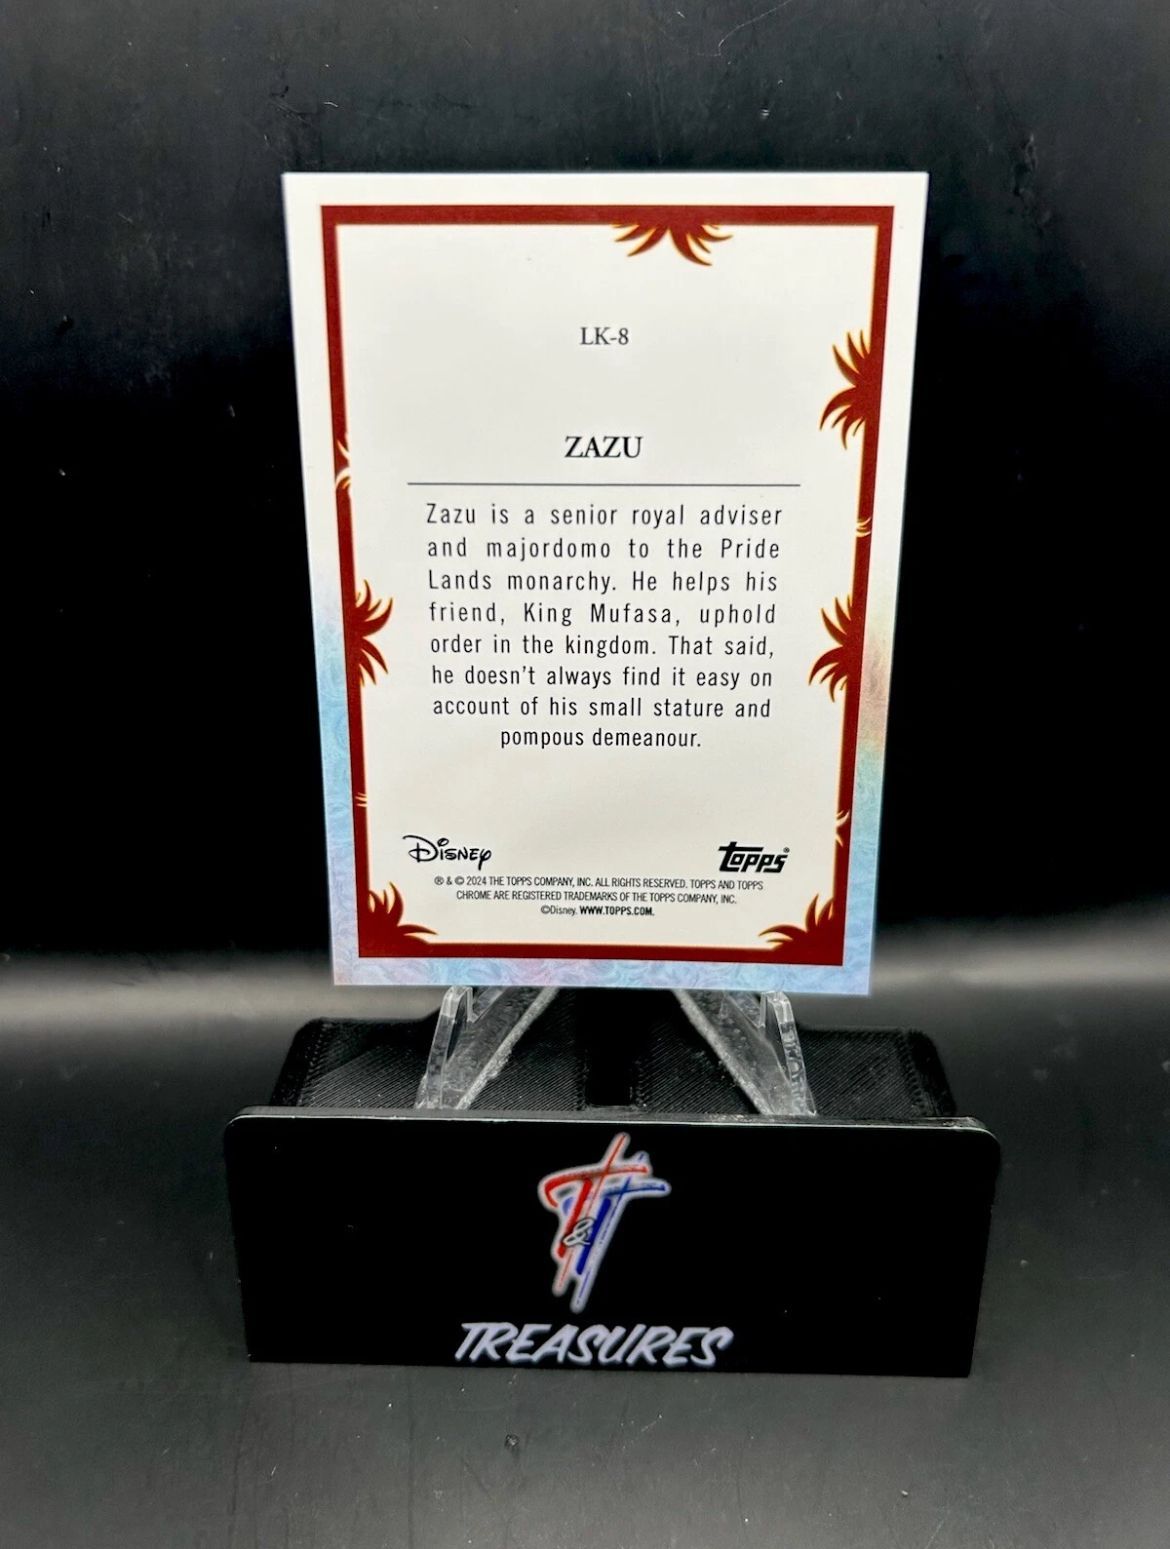 LK-8
ZAZU
Zazu is a senior royal adviser
and majordomo to the Pride
Lands monarchy. He helps his
friend, King Mufasa, uphold
order in the kingdom. That said,
he doesn't always find it easy on
account of his small stature and
pompous demeanour.
Disney
topps®
® & © 2024 THE TOPPS COMPANY, INC. ALL RIGHTS RESERVED. TOPPS AND TOPPS
CHROME ARE REGISTERED TRADEMARKS OF THE TOPPS COMPANY, INC.
©Disney. WWW.TOPPS.COM.
T&T
TREASURES